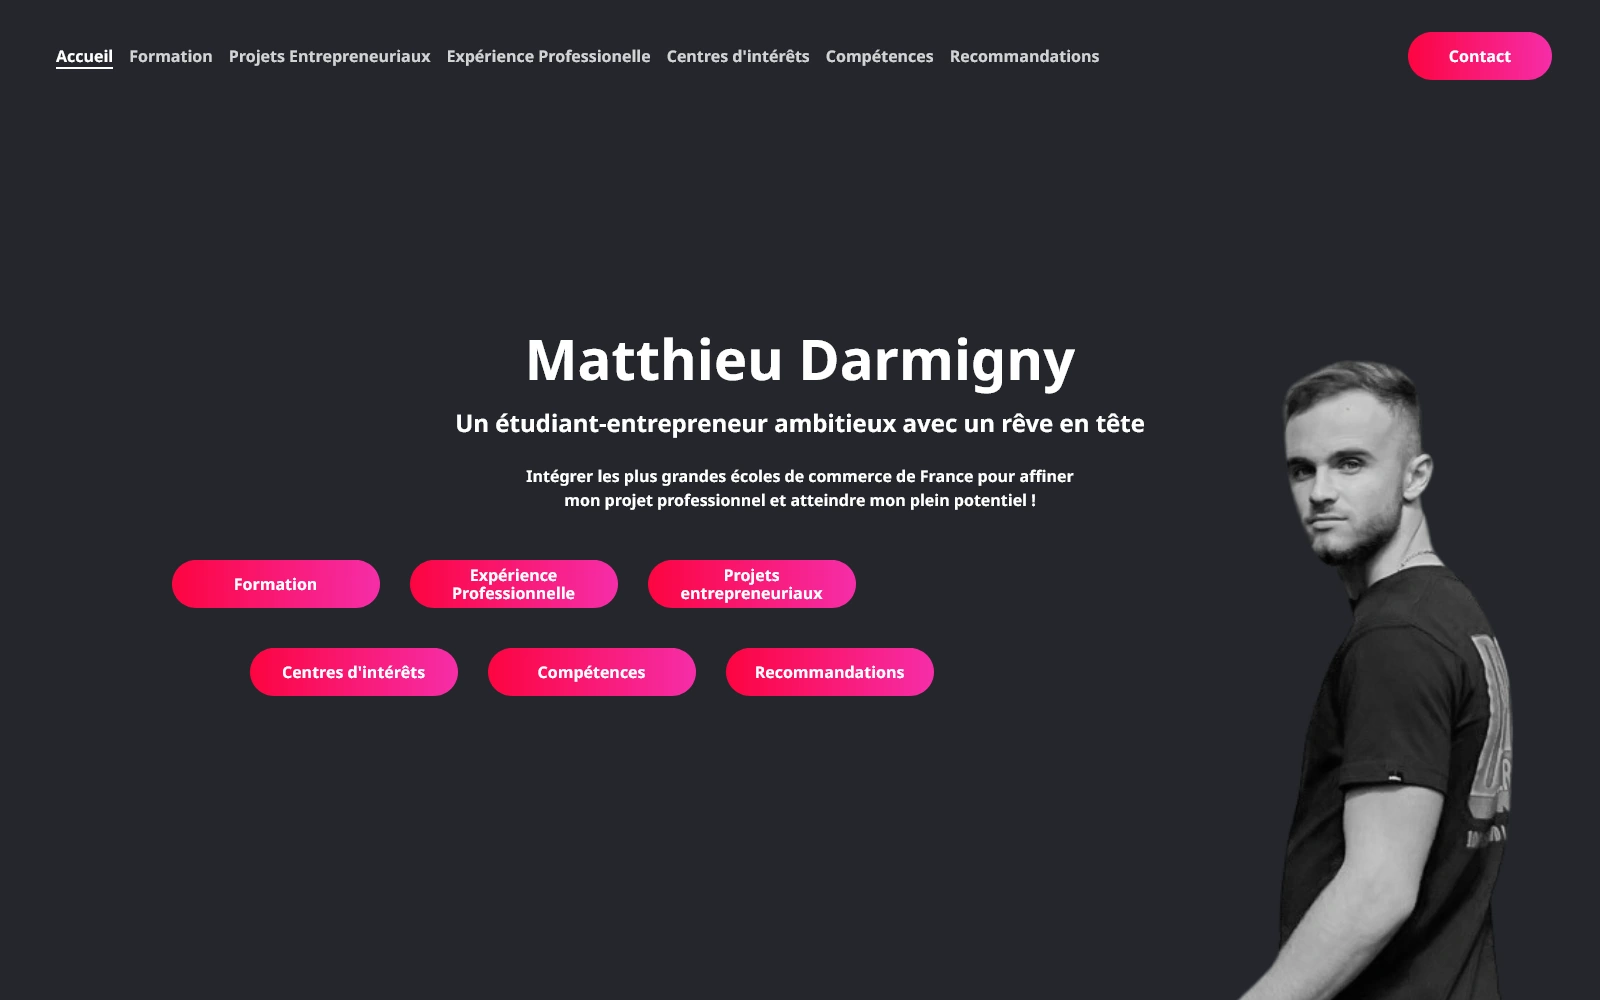 Accueil Formation Projets Entrepreneuriaux Expérience Professionelle Centres d'intérêts Compétences Recommandations Contact
Matthieu Darmigny
Un étudiant-entrepreneur ambitieux avec un rêve en tête
Intégrer les plus grandes écoles de commerce de France pour affiner
mon projet professionnel et atteindre mon plein potentiel !
Formation
Expérience
Professionnelle
Projets
entrepreneuriaux
Centres d'intérêts
Compétences
Recommandations